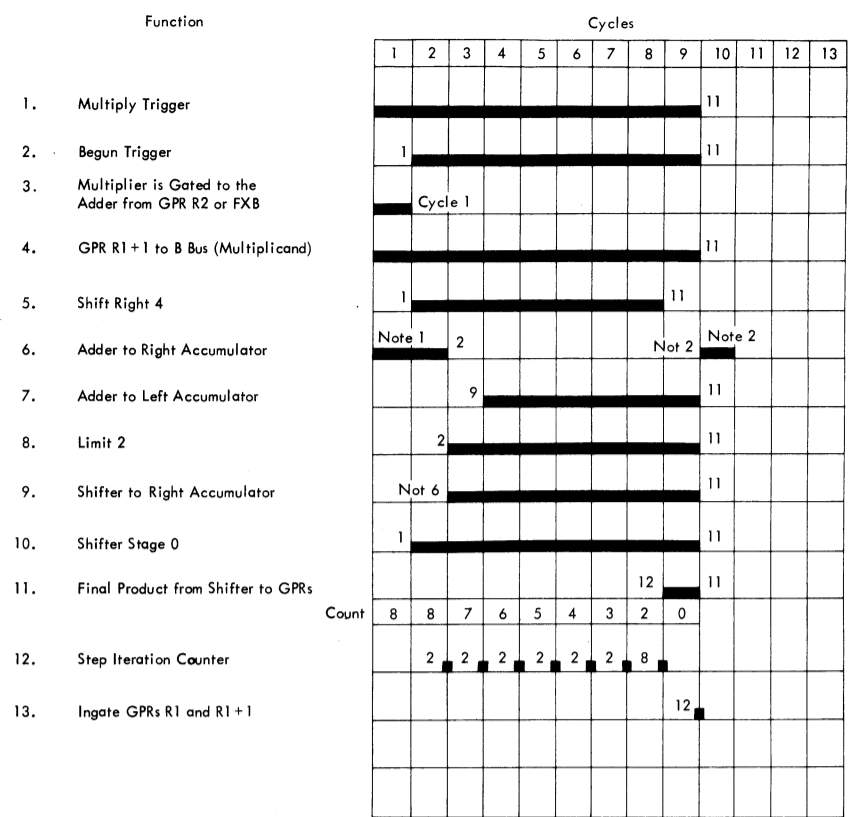 Function Cycles
1 2 3 4 5 6 7 8 9 10 11 12 13
1. Multiply Trigger 11
2. Begun Trigger 1 11
3. Multiplier is Gated to the
Adder from GPR R2 or FXB Cycle 1
4. GPR R1 + 1 to B Bus (Multiplicand) 11
5. Shift Right 4 1 11
6. Adder to Right Accumulator Note 1 2 Not 2 Note 2
7. Adder to Left Accumulator 9 11
8. Limit 2 2 11
9. Shifter to Right Accumulator Not 6 11
10. Shifter Stage 0 1 11
11. Final Product from Shifter to GPRs 12 11
Count 8 8 7 6 5 4 3 2 0
12. Step Iteration Counter 2 2 2 2 2 2 8
13. Ingate GPRs R1 and R1 + 1 12